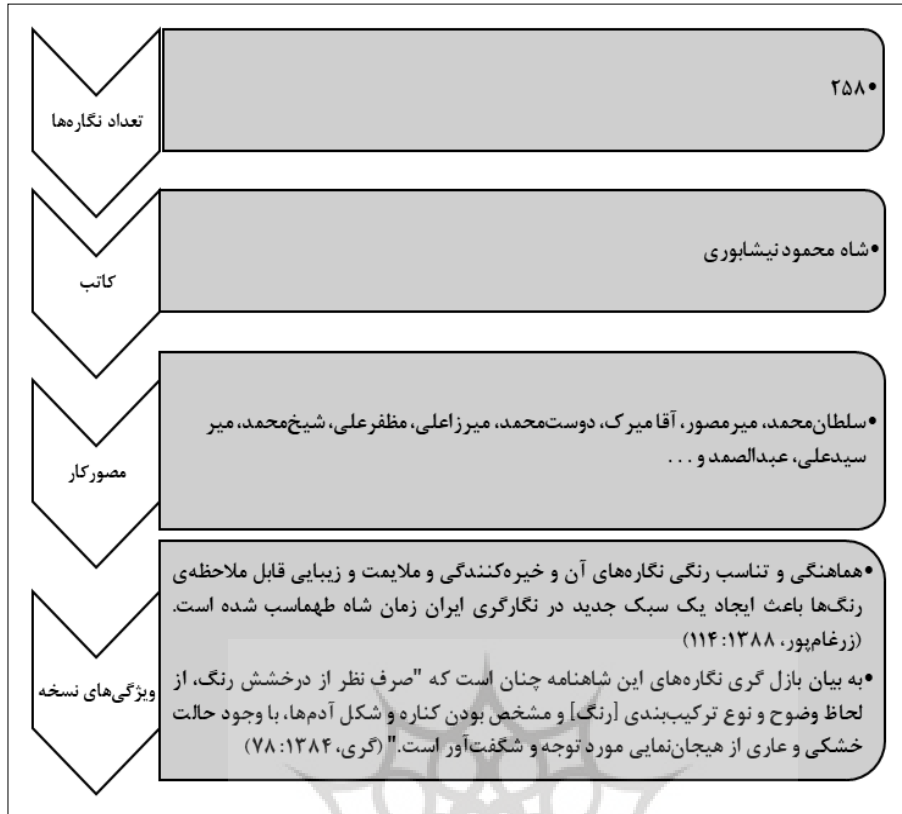 تعداد نگاره‌ها
•۲۵۸
کاتب
•شاه محمود نیشابوری
مصورکار
•سلطان‌محمد، میرمصور، آقا میرک، دوست‌محمد، میرزاعلی، مظفرعلی، شیخ‌محمد، میر
سیدعلی، عبدالصمد و . . .
ویژگی‌های نسخه
•هماهنگی و تناسب رنگی نگاره‌های آن و خیره‌کنندگی و ملایمت و زیبایی قابل ملاحظه‌ی
رنگ‌ها باعث ایجاد یک سبک جدید در نگارگری ایران زمان شاه طهماسب شده است.
(زرغام‌پور، ۱۳۸۸: ۱۱۴)
•به بیان بازل گری نگاره‌های این شاهنامه چنان است که "صرف نظر از درخشش رنگ، از
لحاظ وضوح و نوع ترکیب‌بندی [رنگ] و مشخص بودن کناره و شکل آدم‌ها، با وجود حالت
خشکی و عاری از هیجان‌نمایی مورد توجه و شگفت‌آور است." (گری، ۱۳۸۴: ۷۸)